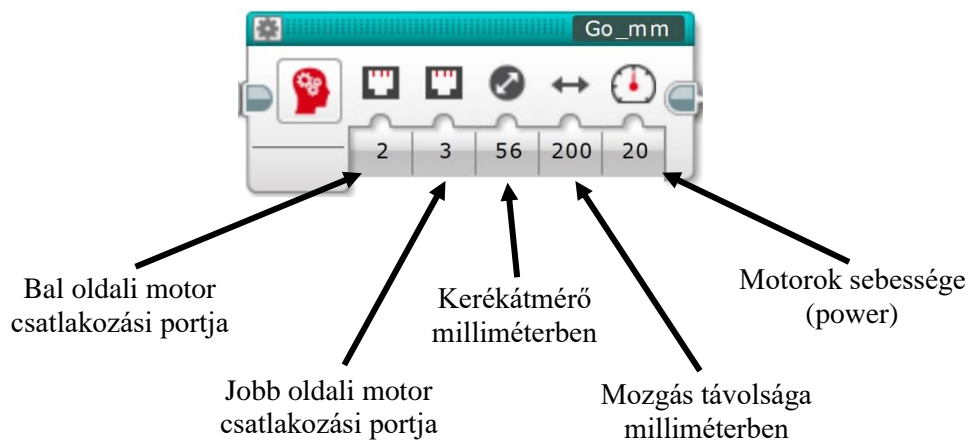 Go_mm
2 3 56 200 20
Bal oldali motor
csatlakozási portja
Jobb oldali motor
csatlakozási portja
Kerékátmérő
milliméterben
Mozgás távolsága
milliméterben
Motorok sebessége
(power)